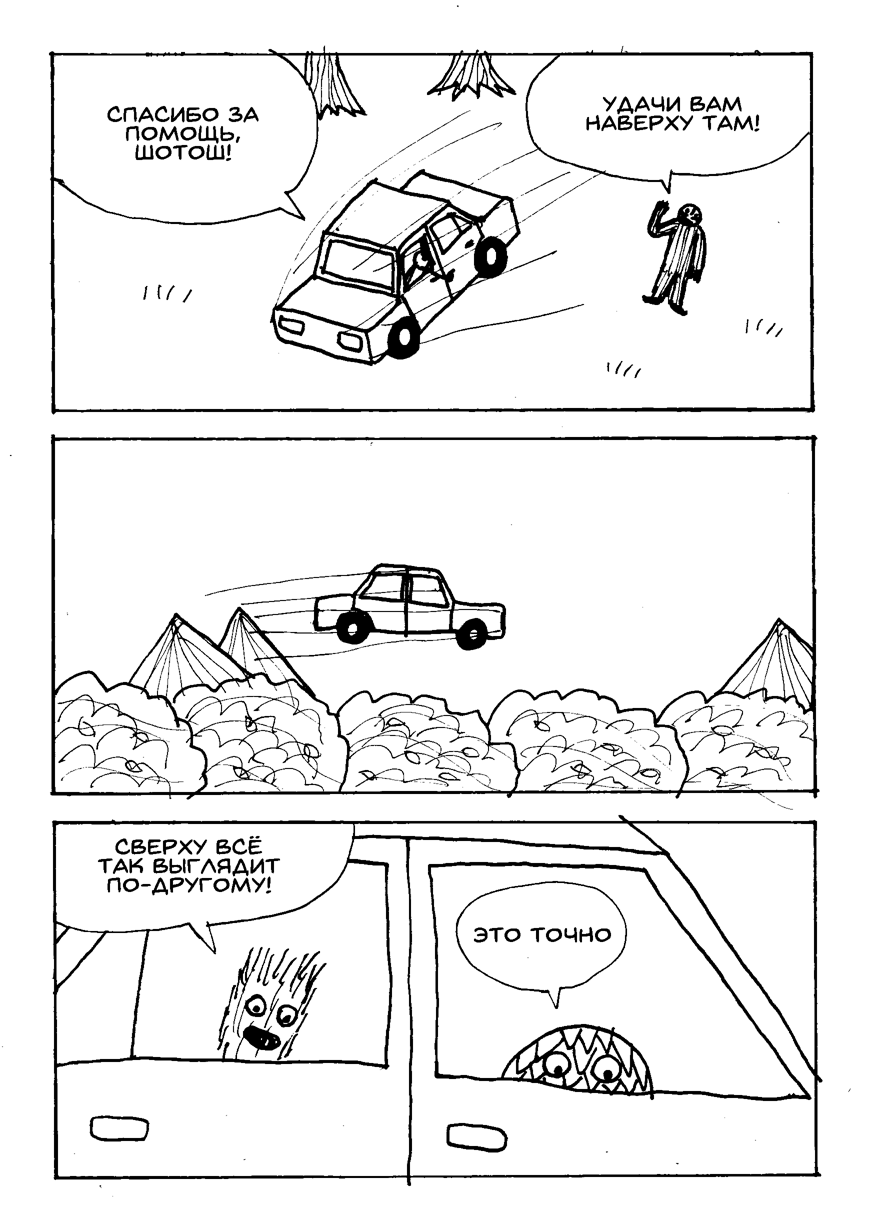 СПАСИБО ЗА
ПОМОЩЬ,
ШОТОШ!
УДАЧИ ВАМ
НАВЕРХУ ТАМ!
СВЕРХУ ВСЁ
ТАК ВЫГЛЯДИТ
ПО-ДРУГОМУ!
ЭТО ТОЧНО